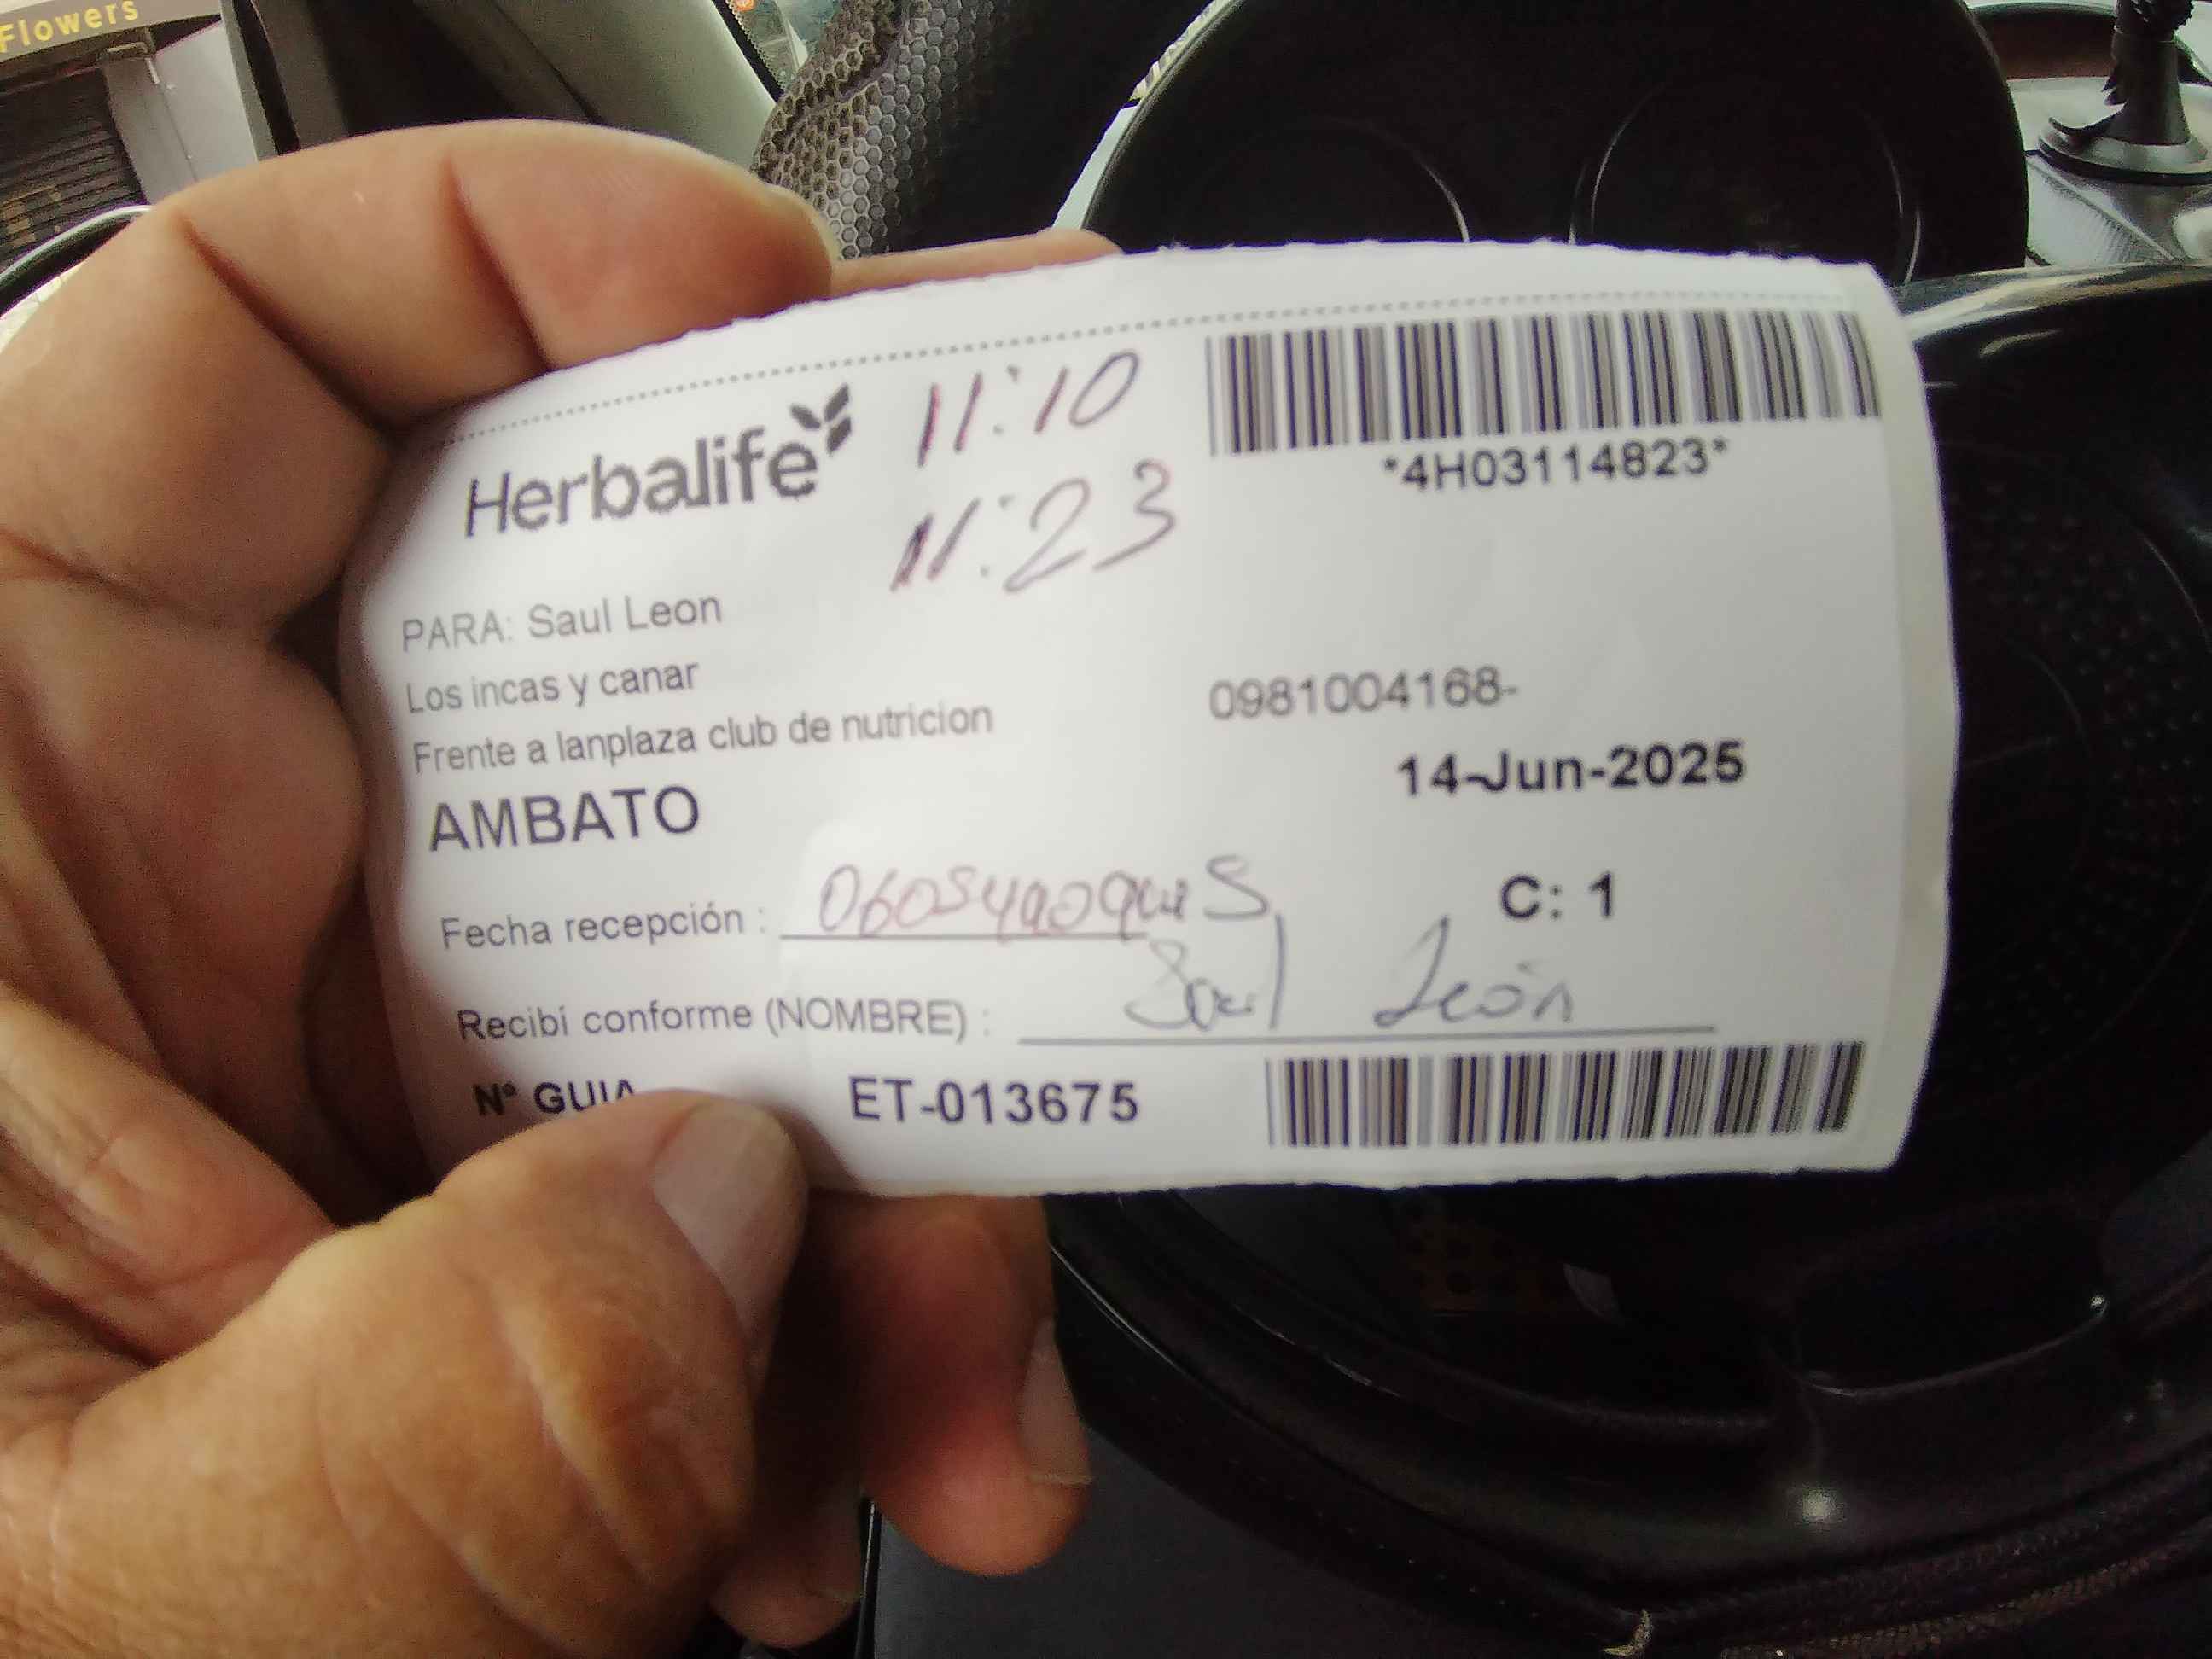 Flowers
Herbalife
11:10
11:23
*4H03114823*
PARA: Saul Leon
Los incas y canar
Frente a lanplaza club de nutricion
0981004168-
AMBATO
14-Jun-2025
C: 1
Fecha recepción :
Recibí conforme (NOMBRE) : Saul León
Nº GUIA
ET-013675